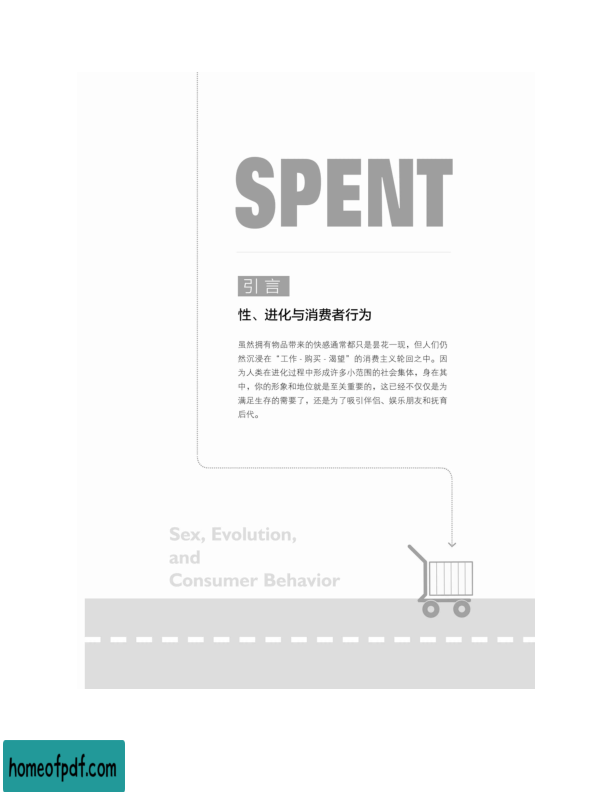 SPENT
引言
性、进化与消费者行为
虽然拥有物品带来的快感通常都只是昙花一现，但人们仍
然沉浸在“工作 - 购买 - 渴望”的消费主义轮回之中。因
为人类在进化过程中形成许多小范围的社会集体，身在其
中，你的形象和地位就是至关重要的，这已经不仅仅是为
满足生存的需要了，还是为了吸引伴侣、娱乐朋友和抚育
后代。
Sex, Evolution,
and
Consumer Behavior
homeofpdf.com